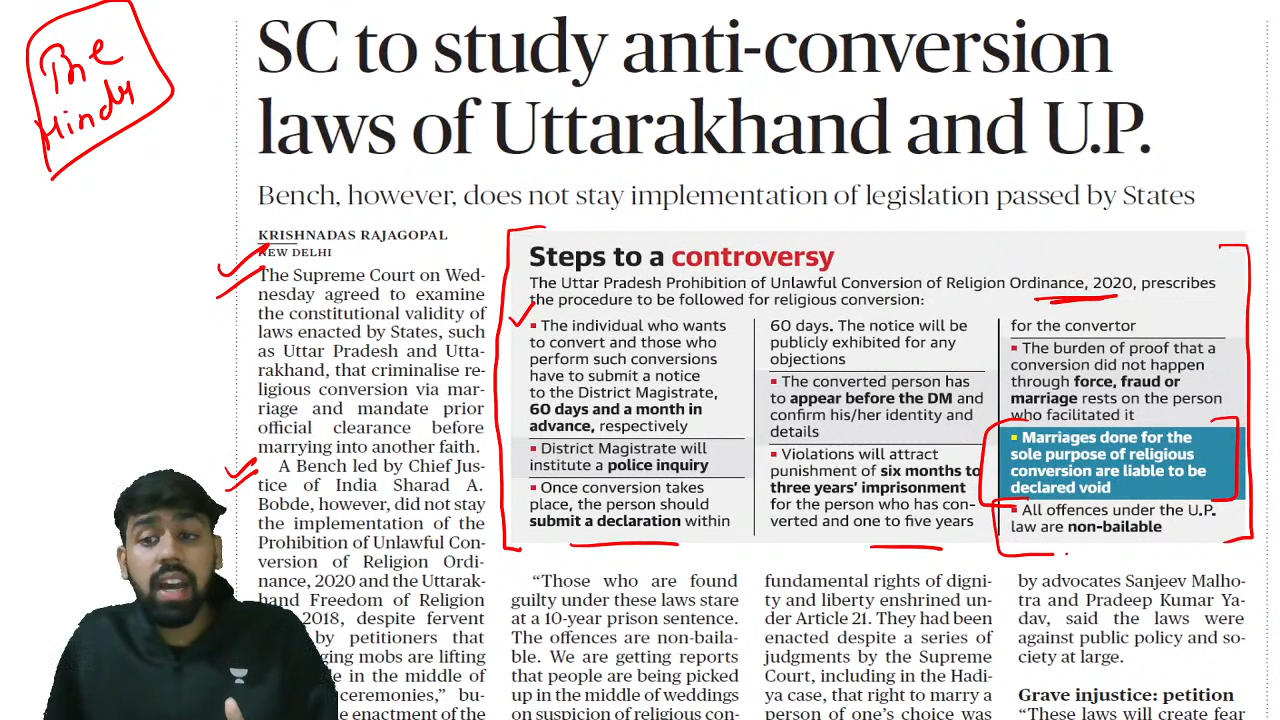 The
Hindu
SC to study anti-conversion
laws of Uttarakhand and U.P.
Bench, however, does not stay implementation of legislation passed by States
KRISHNADAS RAJAGOPAL
NEW DELHI
The Supreme Court on Wed-
nesday agreed to examine
the constitutional validity of
laws enacted by States, such
as Uttar Pradesh and Utta-
rakhand, that criminalise re-
ligious conversion via mar-
riage and mandate prior
official clearance before
marrying into another faith.
A Bench led by Chief Jus-
tice of India Sharad A.
Bobde, however, did not stay
the implementation of the
Prohibition of Unlawful Con-
version of Religion Ordi-
nance, 2020 and the Uttarak-
hand Freedom of Religion
2018, despite fervent
by petitioners that
mobs are lifting
in the middle of
ceremonies,” bu-
enactment of the
Steps to a controversy
The Uttar Pradesh Prohibition of Unlawful Conversion of Religion Ordinance, 2020, prescribes
the procedure to be followed for religious conversion:
▪ The individual who wants
to convert and those who
perform such conversions
have to submit a notice
to the District Magistrate,
60 days and a month in
advance, respectively
▪ District Magistrate will
institute a police inquiry
▪ Once conversion takes
place, the person should
submit a declaration within
60 days. The notice will be
publicly exhibited for any
objections
▪ The converted person has
to appear before the DM and
confirm his/her identity and
details
▪ Violations will attract
punishment of six months to
three years’ imprisonment
for the person who has con-
verted and one to five years
for the convertor
▪ The burden of proof that a
conversion did not happen
through force, fraud or
marriage rests on the person
who facilitated it
▪ Marriages done for the
sole purpose of religious
conversion are liable to be
declared void
▪ All offences under the U.P.
law are non-bailable
“Those who are found
guilty under these laws stare
at a 10-year prison sentence.
The offences are non-baila-
ble. We are getting reports
that people are being picked
up in the middle of weddings
on suspicion of religious con-
fundamental rights of digni-
ty and liberty enshrined un-
der Article 21. They had been
enacted despite a series of
judgments by the Supreme
Court, including in the Hadi-
ya case, that right to marry a
person of one’s choice was
by advocates Sanjeev Malho-
tra and Pradeep Kumar Ya-
dav, said the laws were
against public policy and so-
ciety at large.
Grave injustice: petition
“These laws will create fear